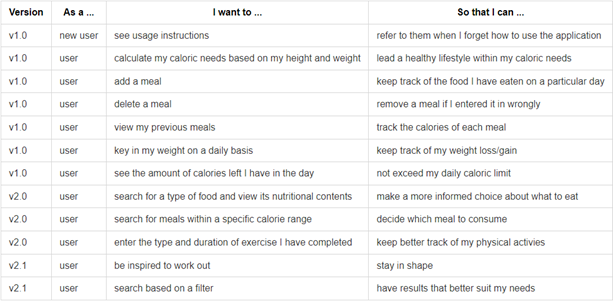 Version As a ... I want to ... So that I can ...
v1.0 new user see usage instructions refer to them when I forget how to use the application
v1.0 user calculate my caloric needs based on my height and weight lead a healthy lifestyle within my caloric needs
v1.0 user add a meal keep track of the food I have eaten on a particular day
v1.0 user delete a meal remove a meal if I entered it in wrongly
v1.0 user view my previous meals track the calories of each meal
v1.0 user key in my weight on a daily basis keep track of my weight loss/gain
v1.0 user see the amount of calories left I have in the day not exceed my daily caloric limit
v2.0 user search for a type of food and view its nutritional contents make a more informed choice about what to eat
v2.0 user search for meals within a specific calorie range decide which meal to consume
v2.0 user enter the type and duration of exercise I have completed keep better track of my physical activies
v2.1 user be inspired to work out stay in shape
v2.1 user search based on a filter have results that better suit my needs